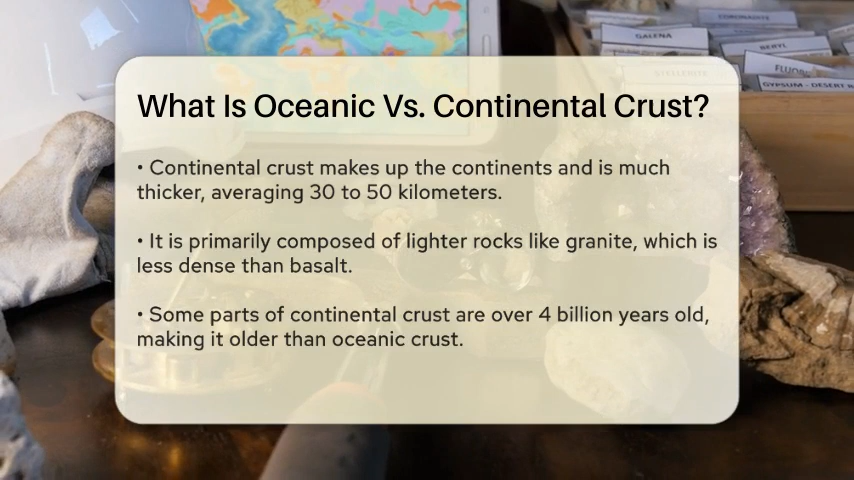 CORONADITE
GALENA
BERYL
GYPSUM - DESERT R
What Is Oceanic Vs. Continental Crust?
• Continental crust makes up the continents and is much
thicker, averaging 30 to 50 kilometers.
• It is primarily composed of lighter rocks like granite, which is
less dense than basalt.
• Some parts of continental crust are over 4 billion years old,
making it older than oceanic crust.